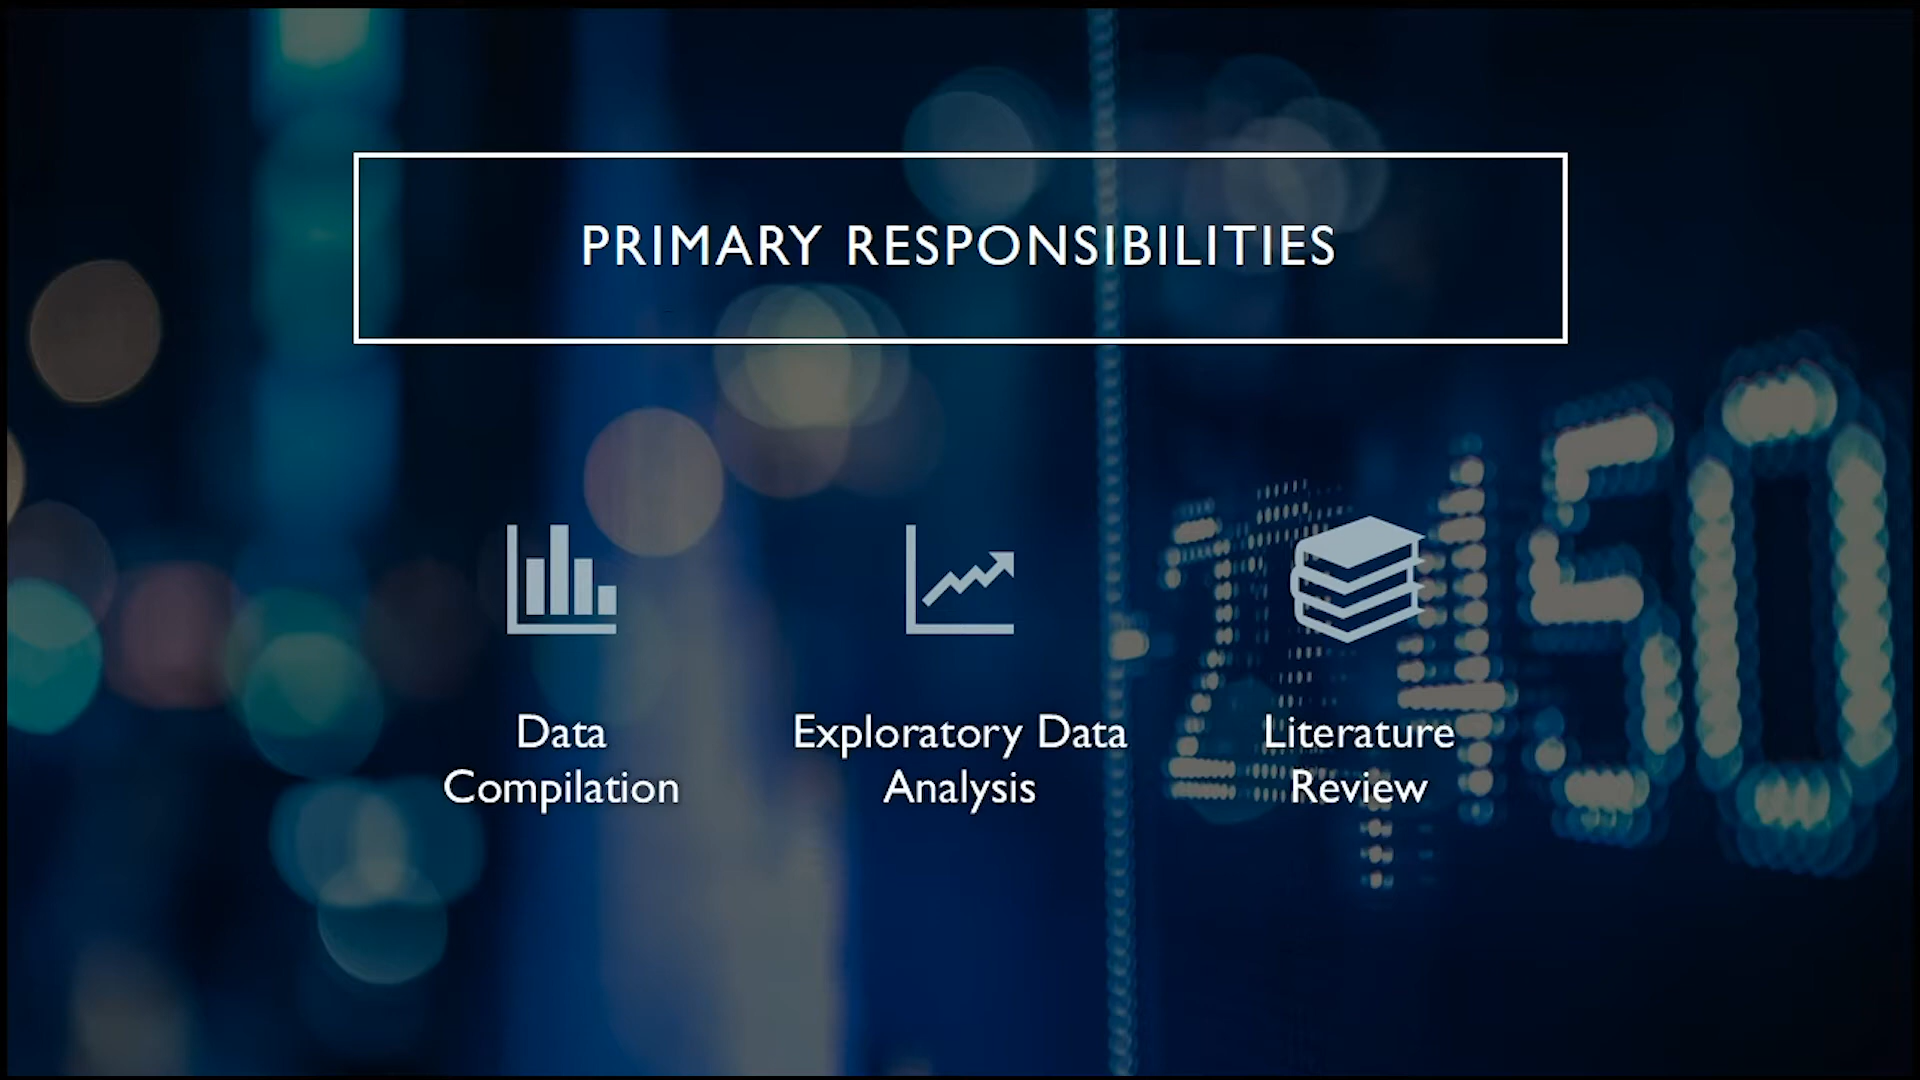 PRIMARY RESPONSIBILITIES
Data
Compilation
Exploratory Data
Analysis
Literature
Review